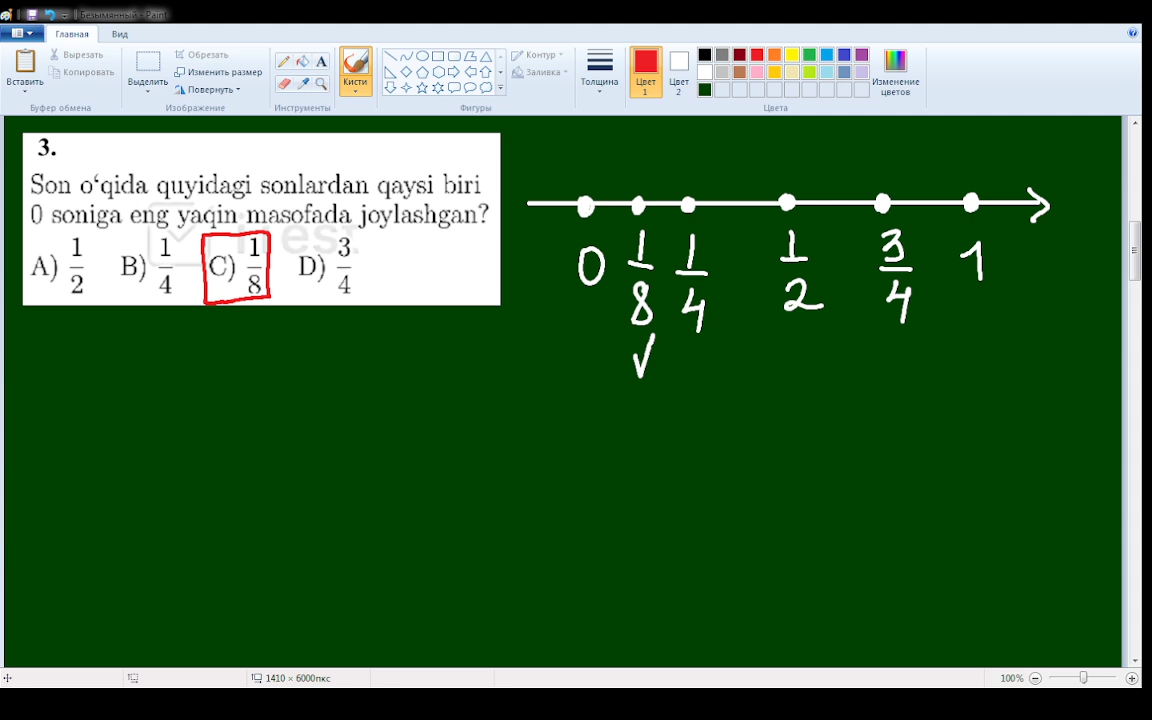 Безымянный - Paint
Главная Вид
Вставить
Вырезать
Копировать
Буфер обмена
Выделить
Обрезать
Изменить размер
Повернуть
Изображение
A
Инструменты
Кисти
Контур
Заливка
Фигуры
Толщина
Цвет 1
Цвет 2
Изменение цветов
Цвета
3.
Son o‘qida quyidagi sonlardan qaysi biri
0 soniga eng yaqin masofada joylashgan?
A) 1/2 B) 1/4 C) 1/8 D) 3/4
0 1/8 1/4 1/2 3/4 1
√
1410 × 6000пкс
100%